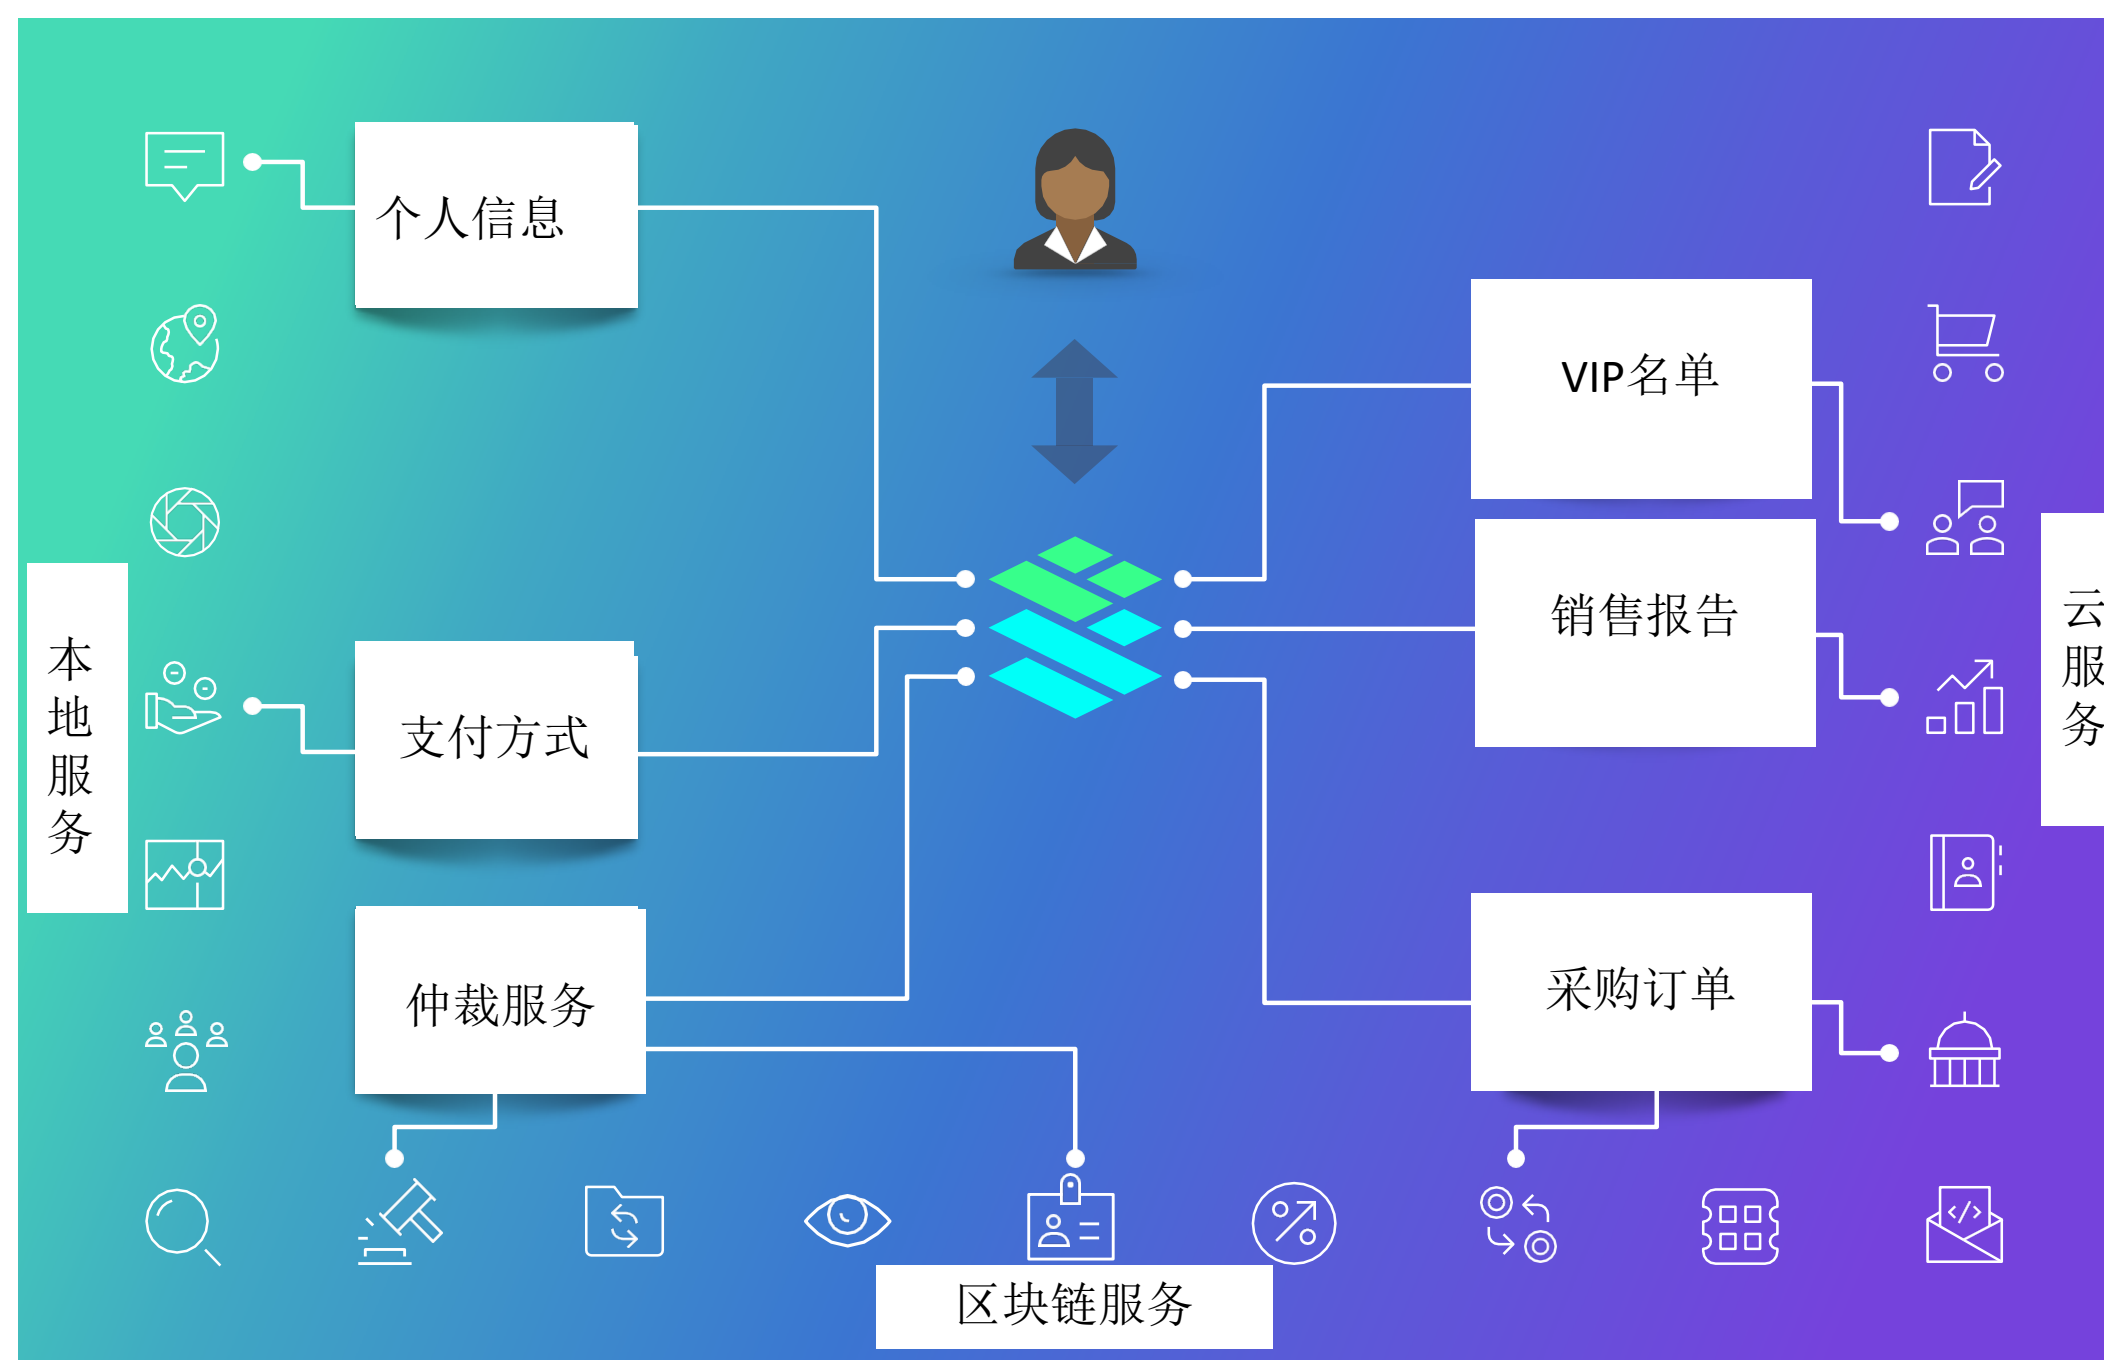 个人信息
VIP名单
销售报告
本地服务
云服务
支付方式
仲裁服务
采购订单
区块链服务